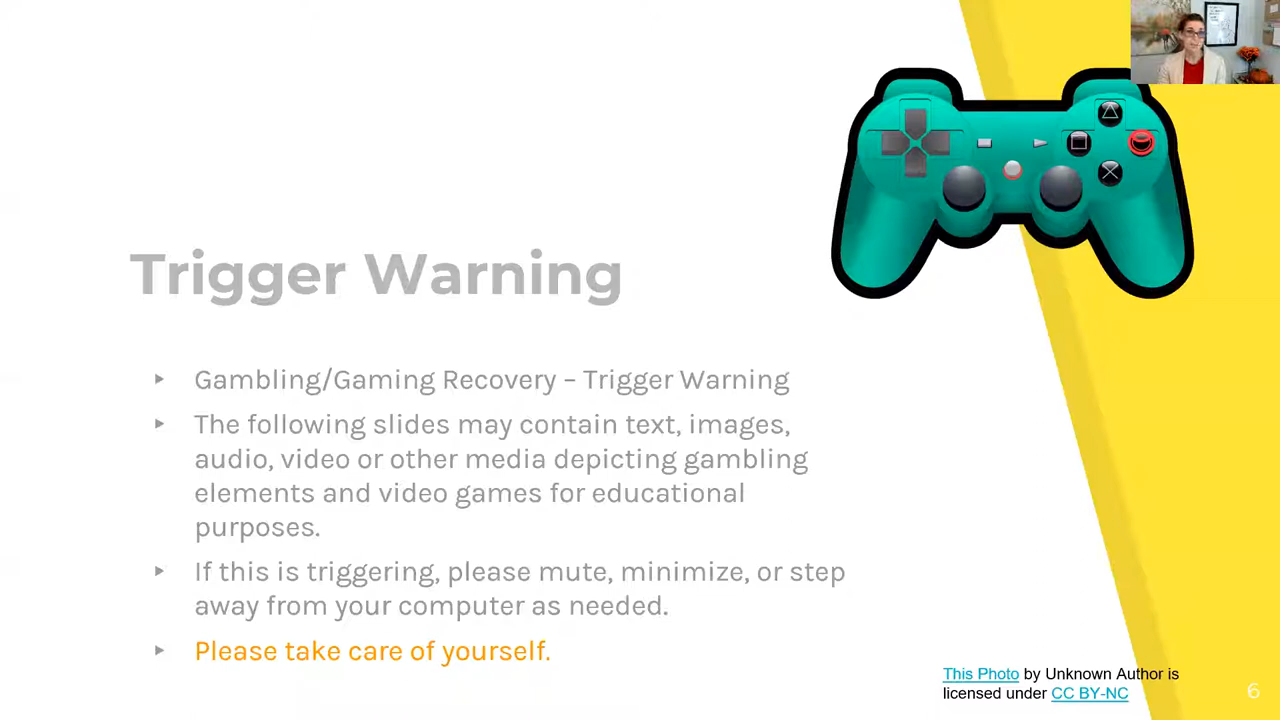 Trigger Warning
▸ Gambling/Gaming Recovery – Trigger Warning
▸ The following slides may contain text, images,
audio, video or other media depicting gambling
elements and video games for educational
purposes.
▸ If this is triggering, please mute, minimize, or step
away from your computer as needed.
▸ Please take care of yourself.
This Photo by Unknown Author is
licensed under CC BY-NC
6